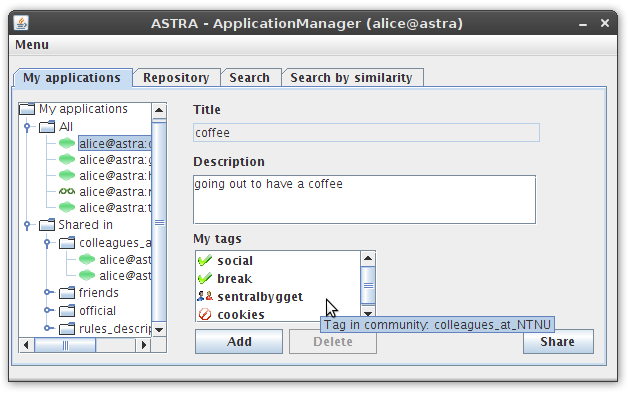 ASTRA - ApplicationManager (alice@astra)
Menu
My applications
Repository
Search
Search by similarity
My applications
All
alice@astra:c
alice@astra:g
alice@astra:h
alice@astra:r
alice@astra:t
Shared in
colleagues_a
alice@ast
alice@ast
friends
official
rules_descrip
Title
coffee
Description
going out to have a coffee
My tags
social
break
sentralbygget
cookies
Tag in community: colleagues_at_NTNU
Add
Delete
Share